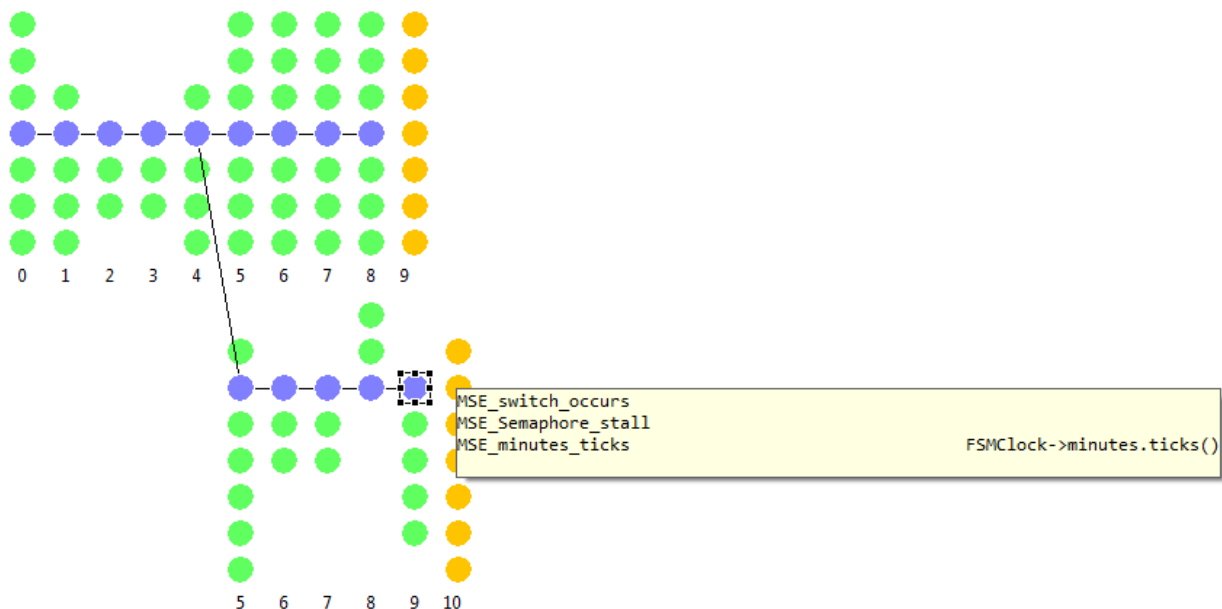 0 1 2 3 4 5 6 7 8 9
MSE_switch_occurs
MSE_Semaphore_stall
MSE_minutes_ticks FSMClock->minutes.ticks()
5 6 7 8 9 10